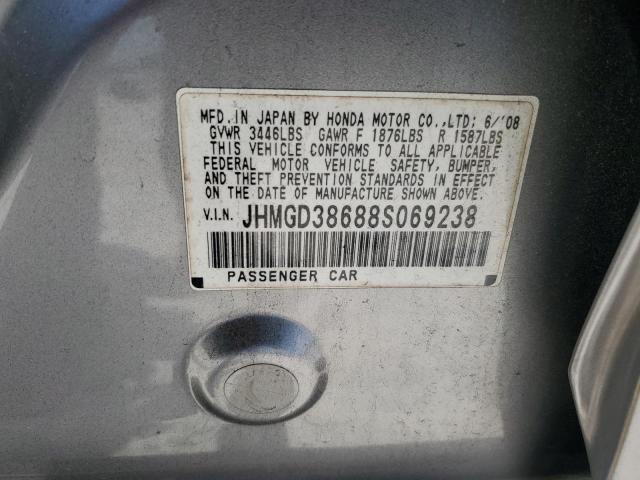 MFD. IN JAPAN BY HONDA MOTOR CO., LTD; 6/'08
GVWR 3446LBS GAWR F 1876LBS R 1587LBS
THIS VEHICLE CONFORMS TO ALL APPLICABLE
FEDERAL MOTOR VEHICLE SAFETY, BUMPER,
AND THEFT PREVENTION STANDARDS IN EFFECT
ON THE DATE OF MANUFACTURE SHOWN ABOVE.
V.I.N. JHMGD38688S069238
PASSENGER CAR